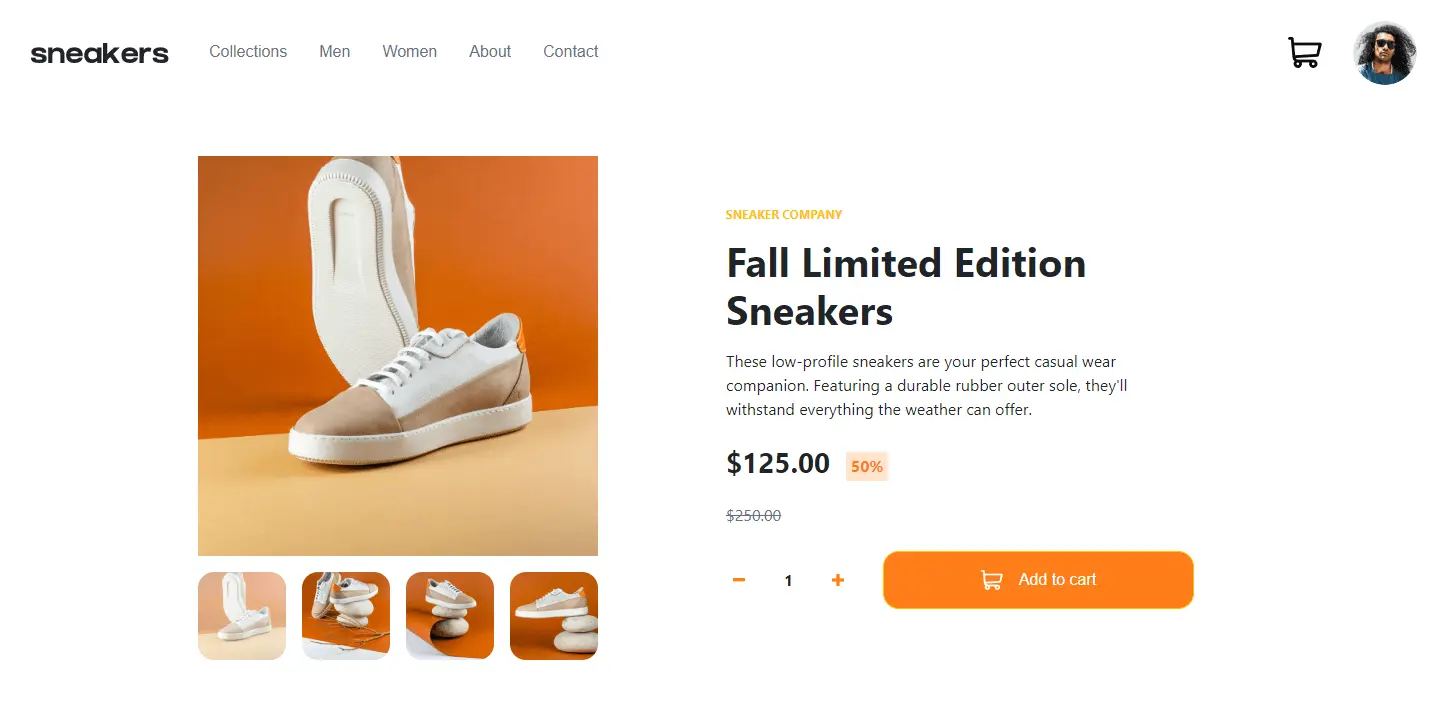 sneakers Collections Men Women About Contact
SNEAKER COMPANY
Fall Limited Edition
Sneakers
These low-profile sneakers are your perfect casual wear
companion. Featuring a durable rubber outer sole, they'll
withstand everything the weather can offer.
$125.00 50%
$250.00
1 Add to cart